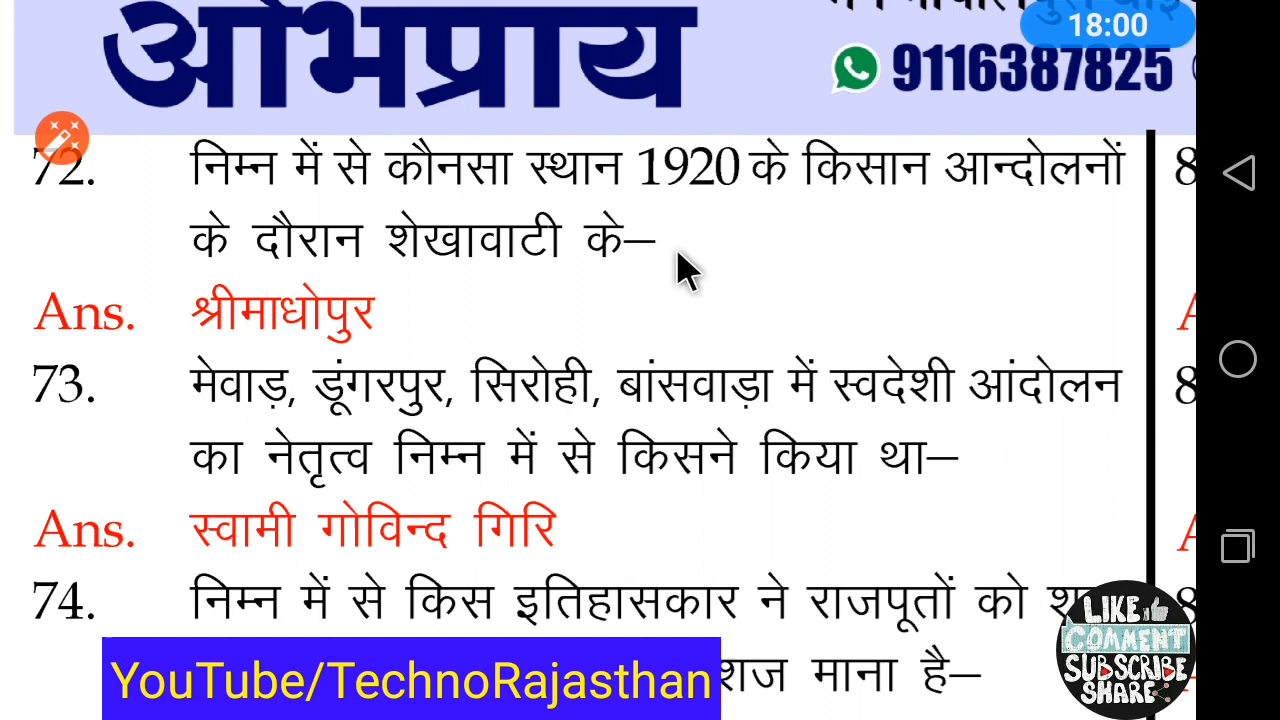 18:00
अभिप्राय
9116387825
72. निम्न में से कौनसा स्थान 1920 के किसान आन्दोलनों
के दौरान शेखावाटी के–
Ans. श्रीमाधोपुर
73. मेवाड़, डूंगरपुर, सिरोही, बांसवाड़ा में स्वदेशी आंदोलन
का नेतृत्व निम्न में से किसने किया था–
Ans. स्वामी गोविन्द गिरि
74. निम्न में से किस इतिहासकार ने राजपूतों को
माना है–
YouTube/TechnoRajasthan
LIKE
COMMENT
SUBSCRIBE
SHARE